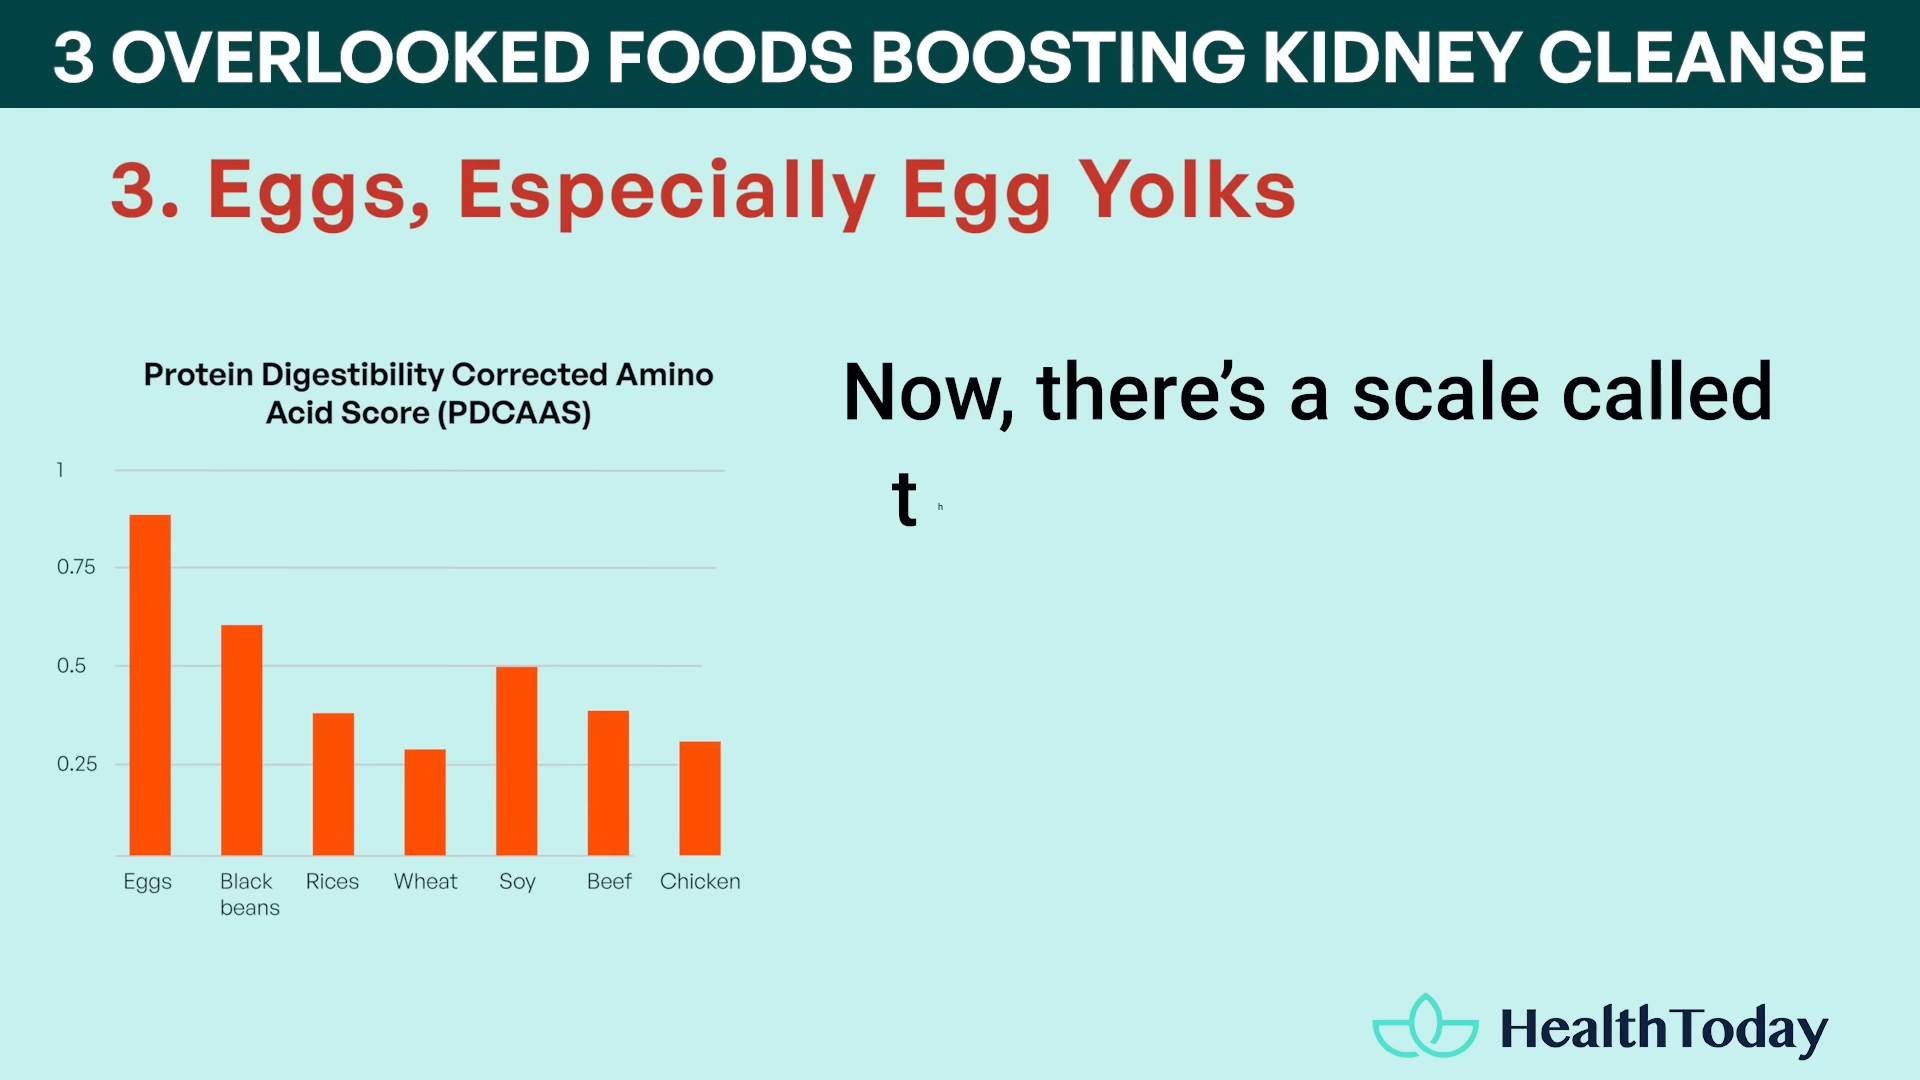 3 OVERLOOKED FOODS BOOSTING KIDNEY CLEANSE
3. Eggs, Especially Egg Yolks
Protein Digestibility Corrected Amino
Acid Score (PDCAAS)
1
0.75
0.5
0.25
Eggs
Black
beans
Rices
Wheat
Soy
Beef
Chicken
Now, there’s a scale called
t h
HealthToday